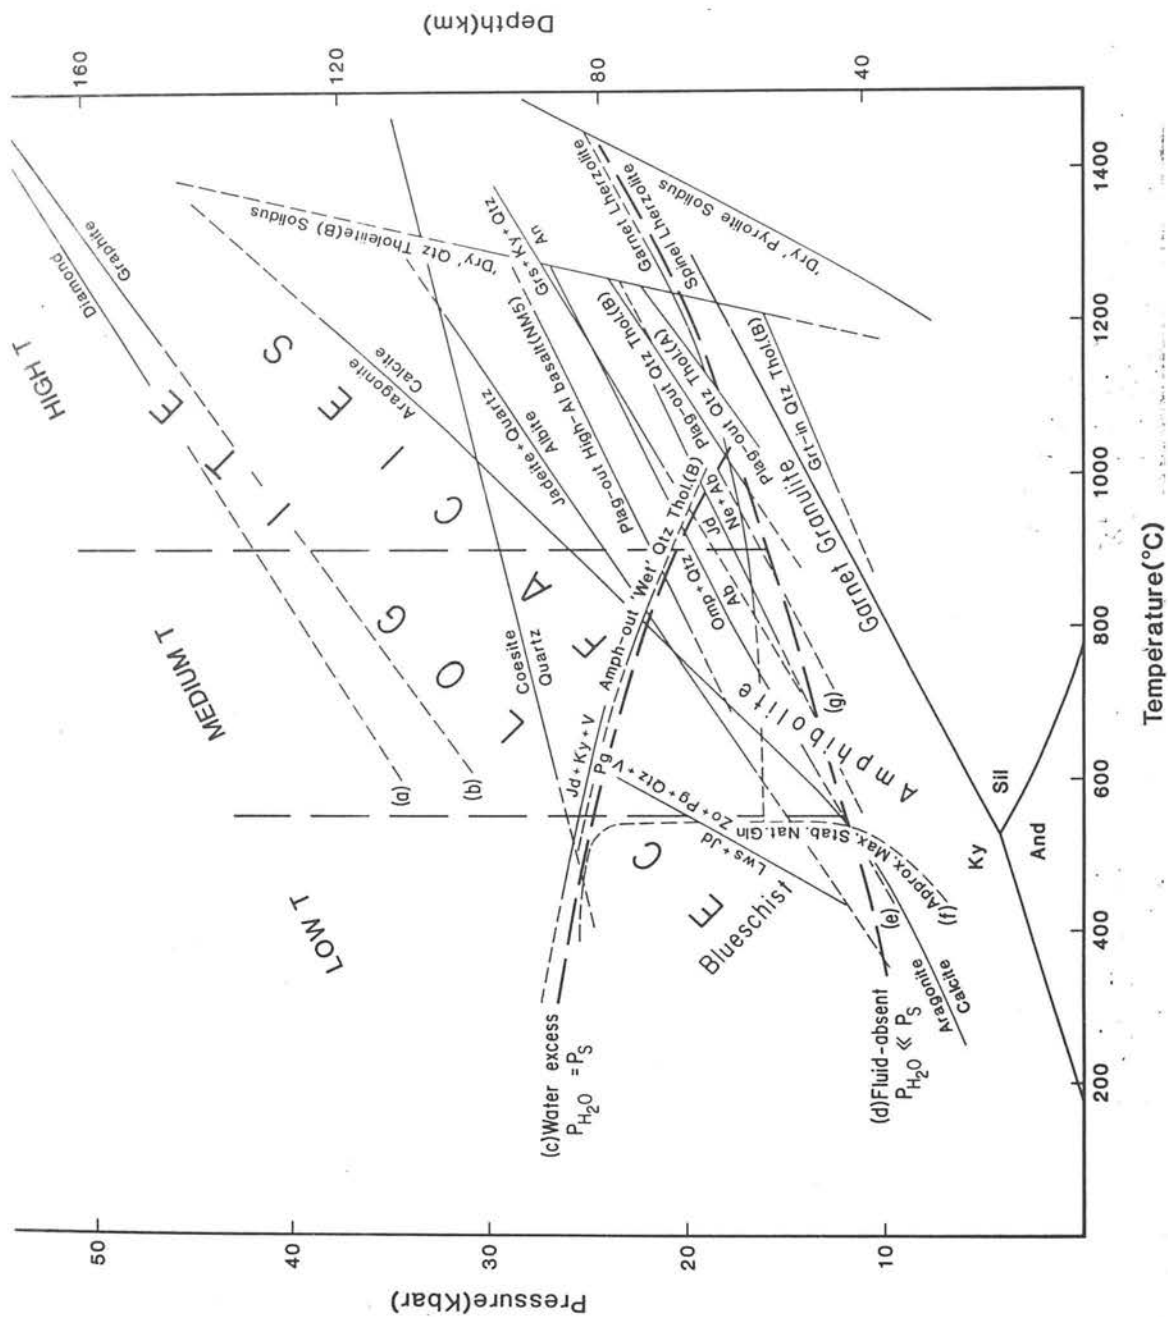 Depth(km)
160
120
80
40
HIGH T
MEDIUM T
LOW T
ECLOGITE
FACIES
Diamond
Graphite
Aragonite
Calcite
'Dry' Qtz Tholeiite(B) Solidus
Jadeite + Quartz
Albite
Plag-out High-Al basalt(NM5)
Grs + Ky + Qtz
An
Garnet Lherzolite
Spinel Lherzolite
'Dry' Pyrolite Solidus
Plag-out Qtz Thol.(B)
Plag-out Qtz Thol.(A)
Grt-in Qtz Thol.(B)
Garnet Granulite
Coesite
Quartz
Amph-out 'Wet' Qtz Thol.(B)
Omp + Qtz
Ab
Jd
Ne + Ab
Amphibolite
Jd + Ky + V
Pg
Zo + Pg + Qtz + V
Lws + Jd
Approx. Max. Stab. Nat. Gln
Blueschist
(a)
(b)
(g)
(e)
(f)
(c)Water excess
P H2O = P S
(d)Fluid-absent
P H2O ≪ P S
Aragonite
Calcite
Ky
Sil
And
50
40
30
20
10
Pressure(Kbar)
200
400
600
800
1000
1200
1400
Temperature(°C)